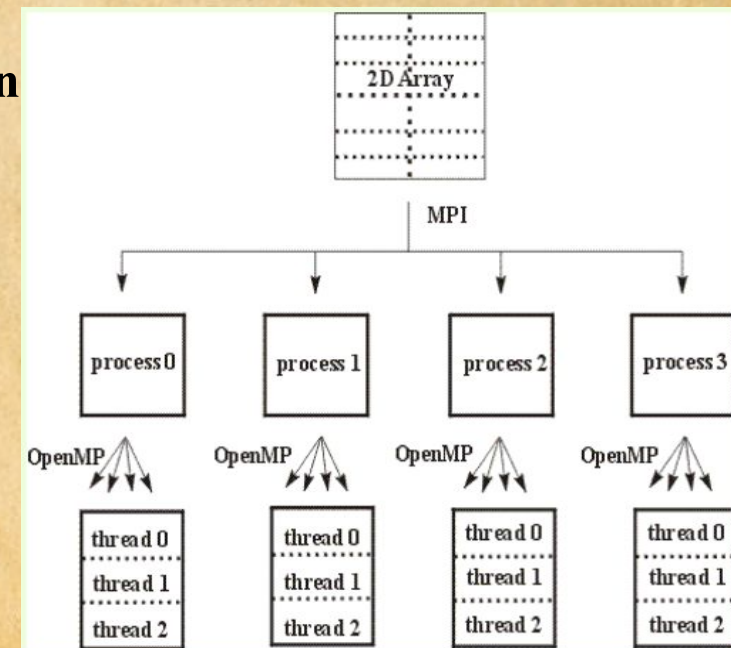 n
2D Array
MPI
process 0 process 1 process 2 process 3
OpenMP OpenMP OpenMP OpenMP
thread 0 thread 0 thread 0 thread 0
thread 1 thread 1 thread 1 thread 1
thread 2 thread 2 thread 2 thread 2